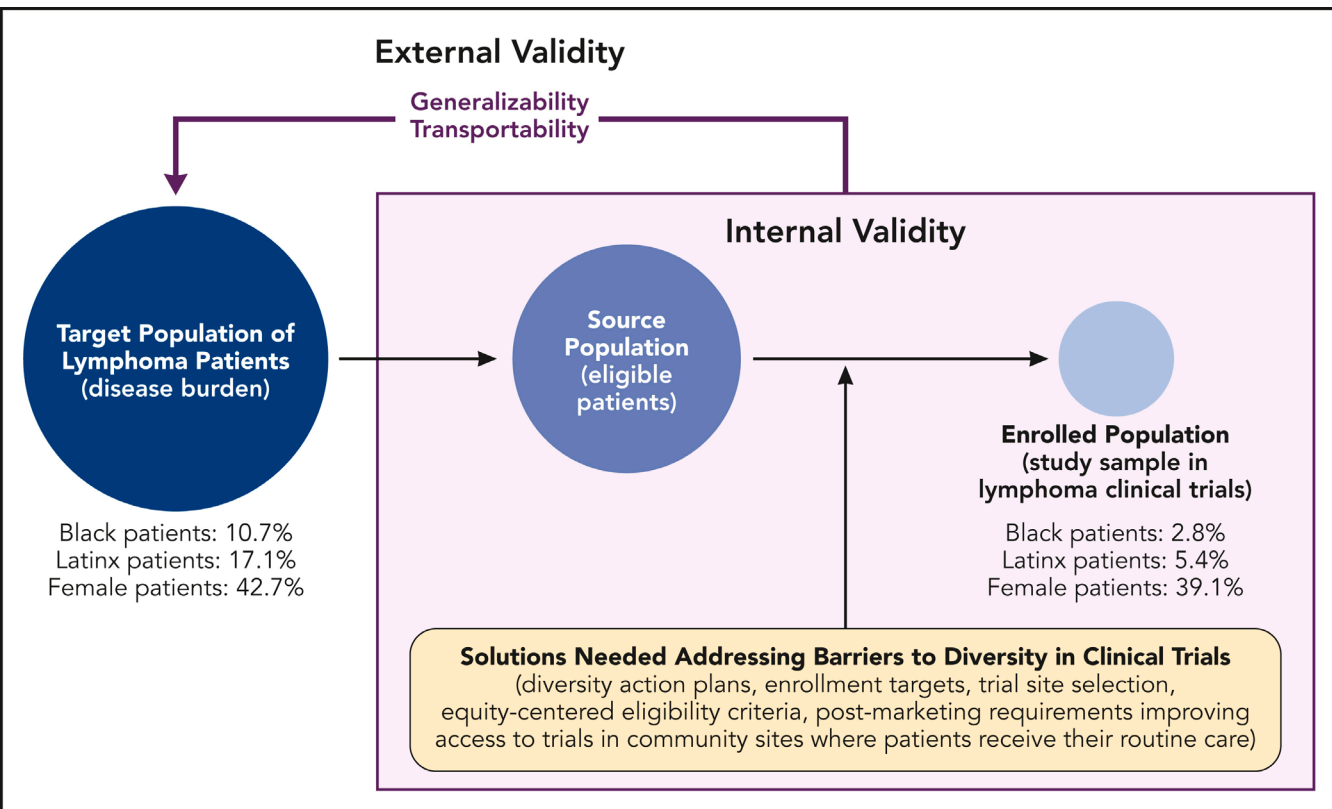 External Validity
Generalizability
Transportability
Internal Validity
Target Population of
Lymphoma Patients
(disease burden)
Black patients: 10.7%
Latinx patients: 17.1%
Female patients: 42.7%
Source
Population
(eligible
patients)
Enrolled Population
(study sample in
lymphoma clinical trials)
Black patients: 2.8%
Latinx patients: 5.4%
Female patients: 39.1%
Solutions Needed Addressing Barriers to Diversity in Clinical Trials
(diversity action plans, enrollment targets, trial site selection,
equity-centered eligibility criteria, post-marketing requirements improving
access to trials in community sites where patients receive their routine care)